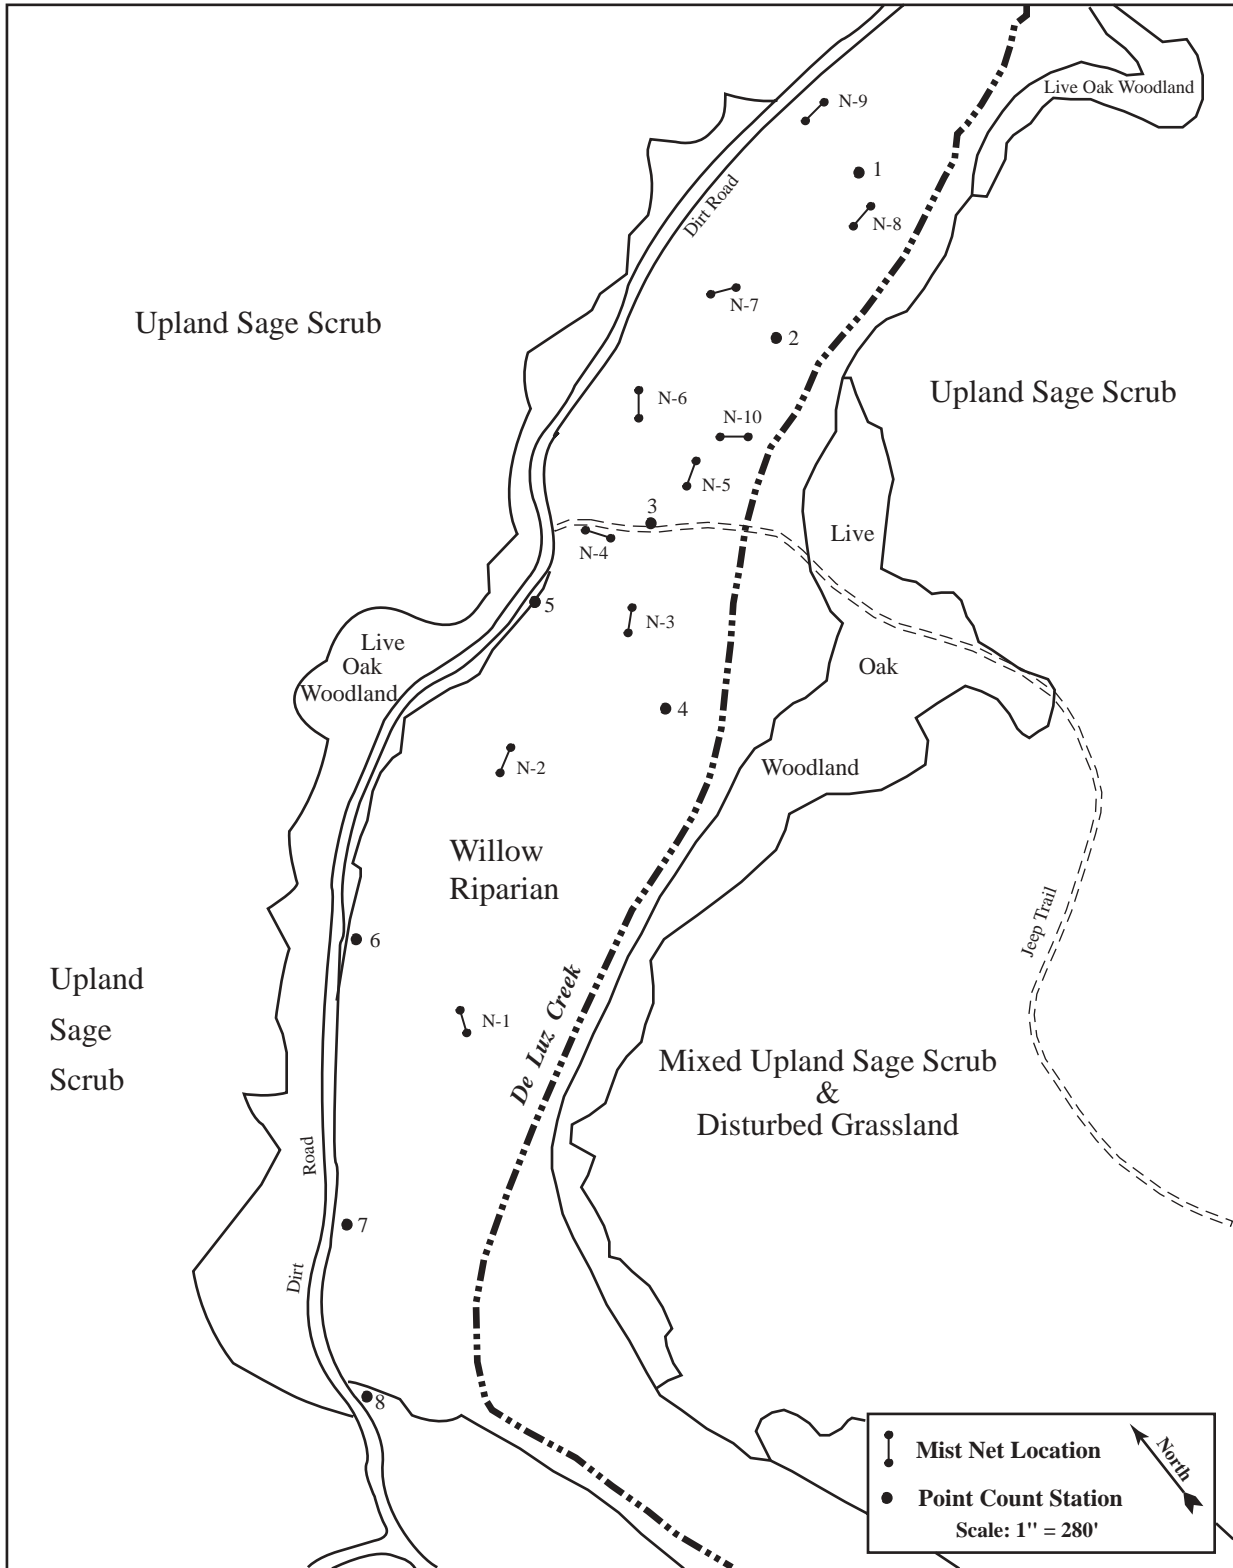 Live Oak Woodland
N-9
1
Dirt Road
N-8
N-7
Upland Sage Scrub
2
Upland Sage Scrub
N-6
N-10
N-5
3
Live
N-4
5
N-3
Live
Oak
Woodland
Oak
4
N-2
Woodland
Willow
Riparian
Jeep Trail
6
Upland
Sage
Scrub
De Luz Creek
N-1
Mixed Upland Sage Scrub
&
Disturbed Grassland
Road
7
Dirt
8
Mist Net Location
North
Point Count Station
Scale: 1" = 280'